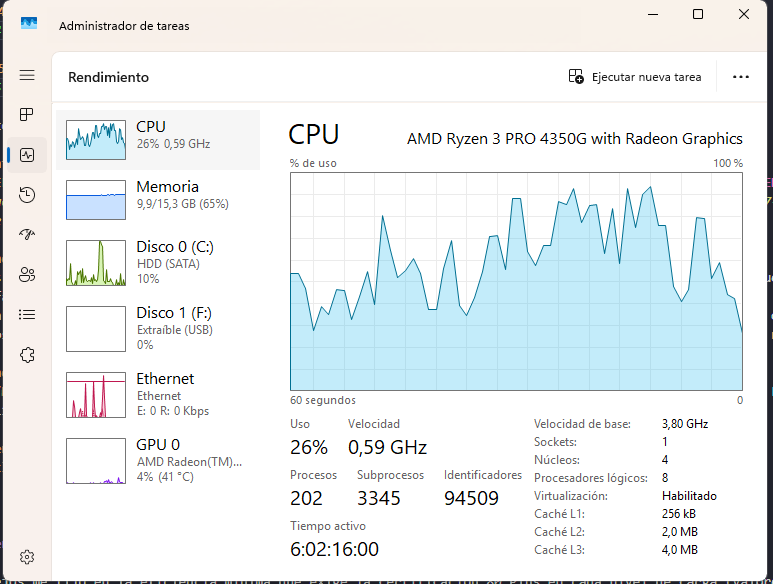 Administrador de tareas
Rendimiento
Ejecutar nueva tarea
CPU
26% 0,59 GHz
Memoria
9,9/15,3 GB (65%)
Disco 0 (C:)
HDD (SATA)
10%
Disco 1 (F:)
Extraíble (USB)
0%
Ethernet
Ethernet
E: 0 R: 0 Kbps
GPU 0
AMD Radeon(TM)...
4% (41 °C)
CPU
AMD Ryzen 3 PRO 4350G with Radeon Graphics
% de uso
100 %
60 segundos
0
Uso
Velocidad
26%
0,59 GHz
Procesos
Subprocesos
Identificadores
202
3345
94509
Tiempo activo
6:02:16:00
Velocidad de base:
3,80 GHz
Sockets:
1
Núcleos:
4
Procesadores lógicos:
8
Virtualización:
Habilitado
Caché L1:
256 kB
Caché L2:
2,0 MB
Caché L3:
4,0 MB